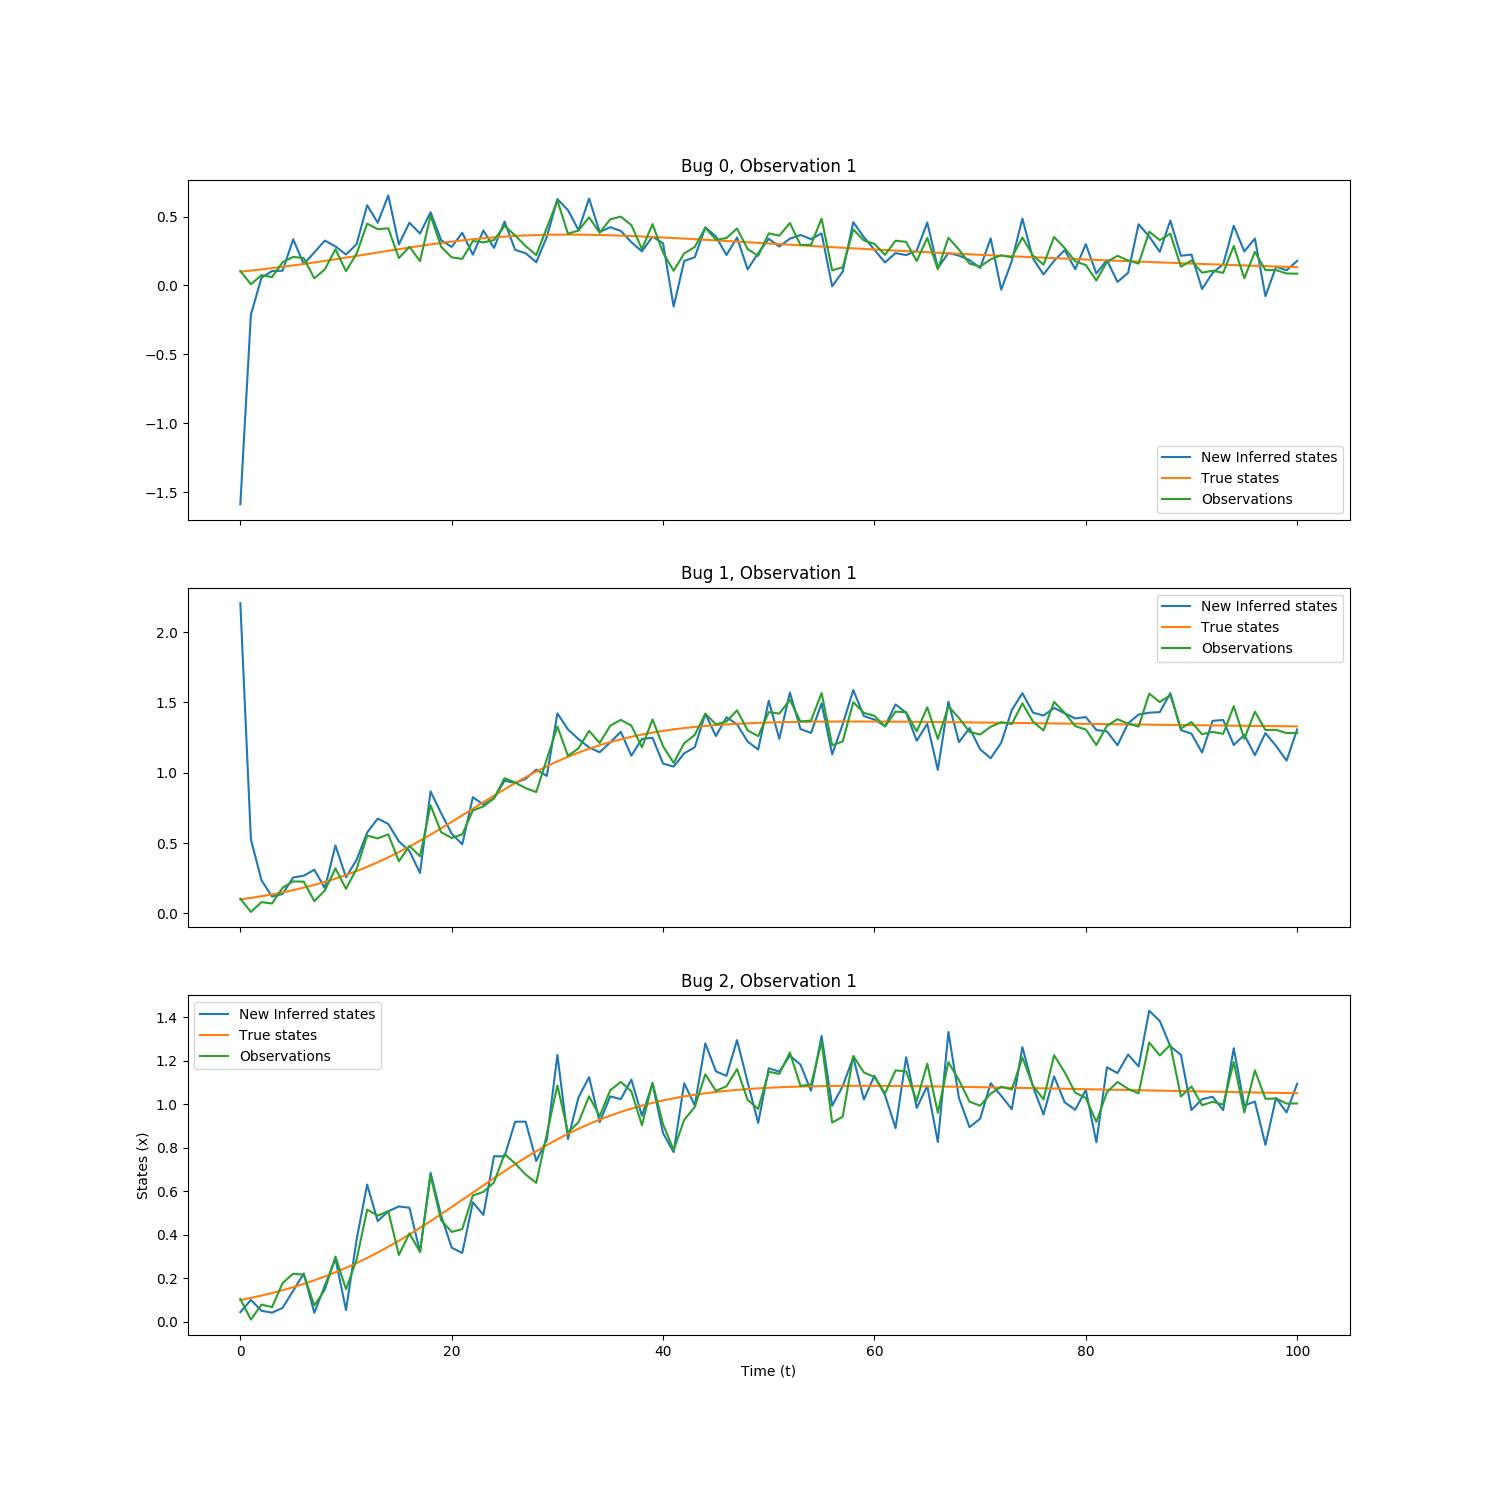 Bug 0, Observation 1
0.5
0.0
−0.5
−1.0
−1.5
New Inferred states
True states
Observations
Bug 1, Observation 1
2.0
1.5
1.0
0.5
0.0
New Inferred states
True states
Observations
Bug 2, Observation 1
1.4
1.2
1.0
0.8
0.6
0.4
0.2
0.0
States (x)
New Inferred states
True states
Observations
0 20 40 60 80 100
Time (t)